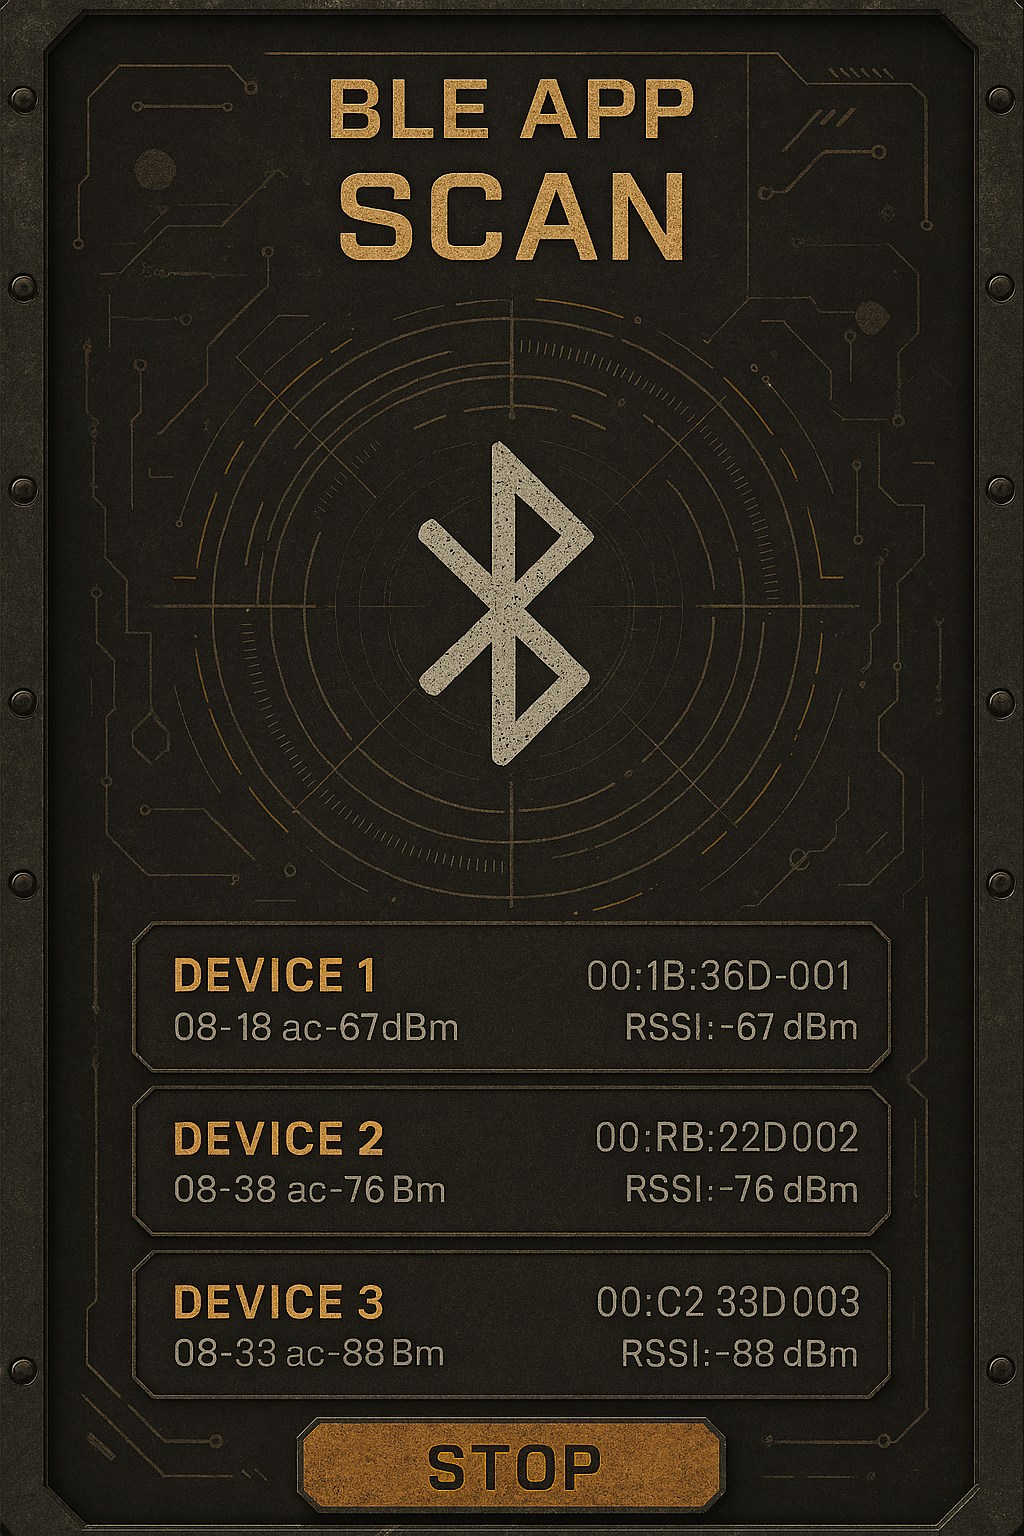 BLE APP
SCAN
DEVICE 1
00:1B:36D-001
08-18 ac-67dBm
RSSI:-67 dBm
DEVICE 2
00:RB:22D002
08-38 ac-76 Bm
RSSI:-76 dBm
DEVICE 3
00:C2 33D003
08-33 ac-88 Bm
RSSI:-88 dBm
STOP